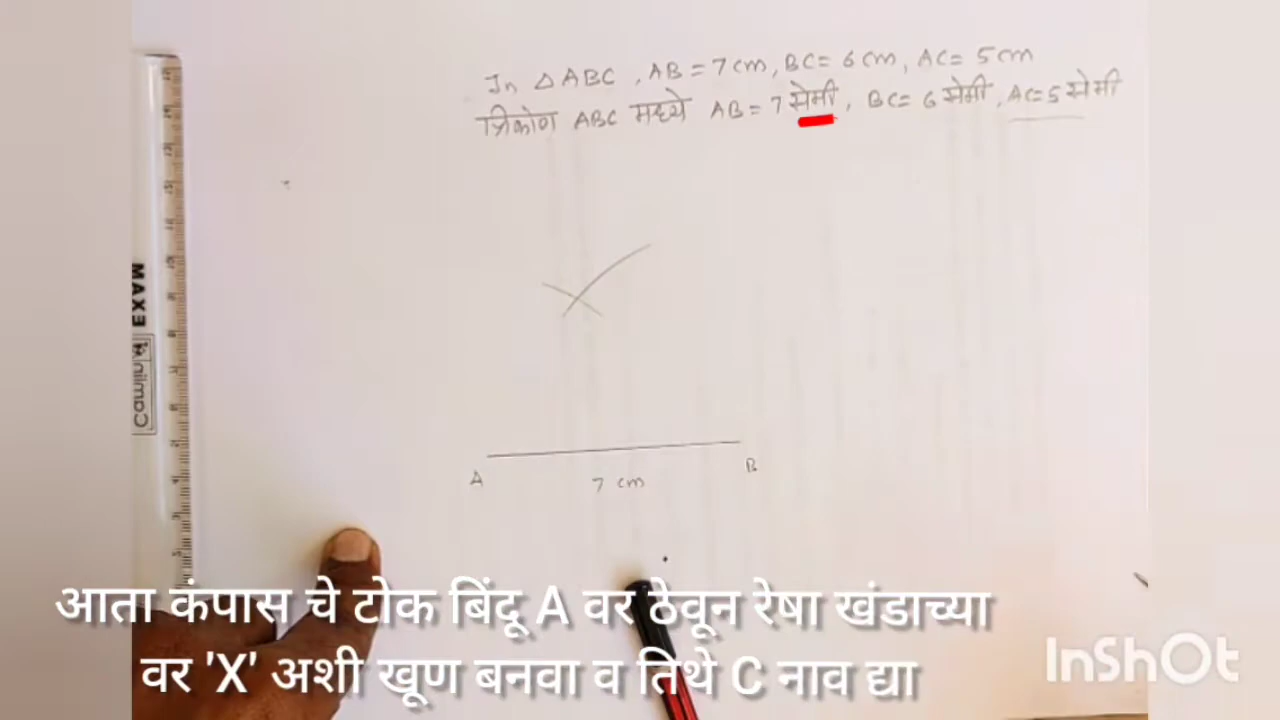 In △ ABC , AB = 7 cm, BC = 6 cm, AC = 5 cm
त्रिकोण ABC मध्ये AB = 7 सेमी, BC = 6 सेमी, AC = 5 सेमी
EXAM
Camlin
A
B
7 cm
आता कंपास चे टोक बिंदू A वर ठेवून रेषा खंडाच्या
वर 'X' अशी खूण बनवा व तिथे C नाव द्या
InShOt